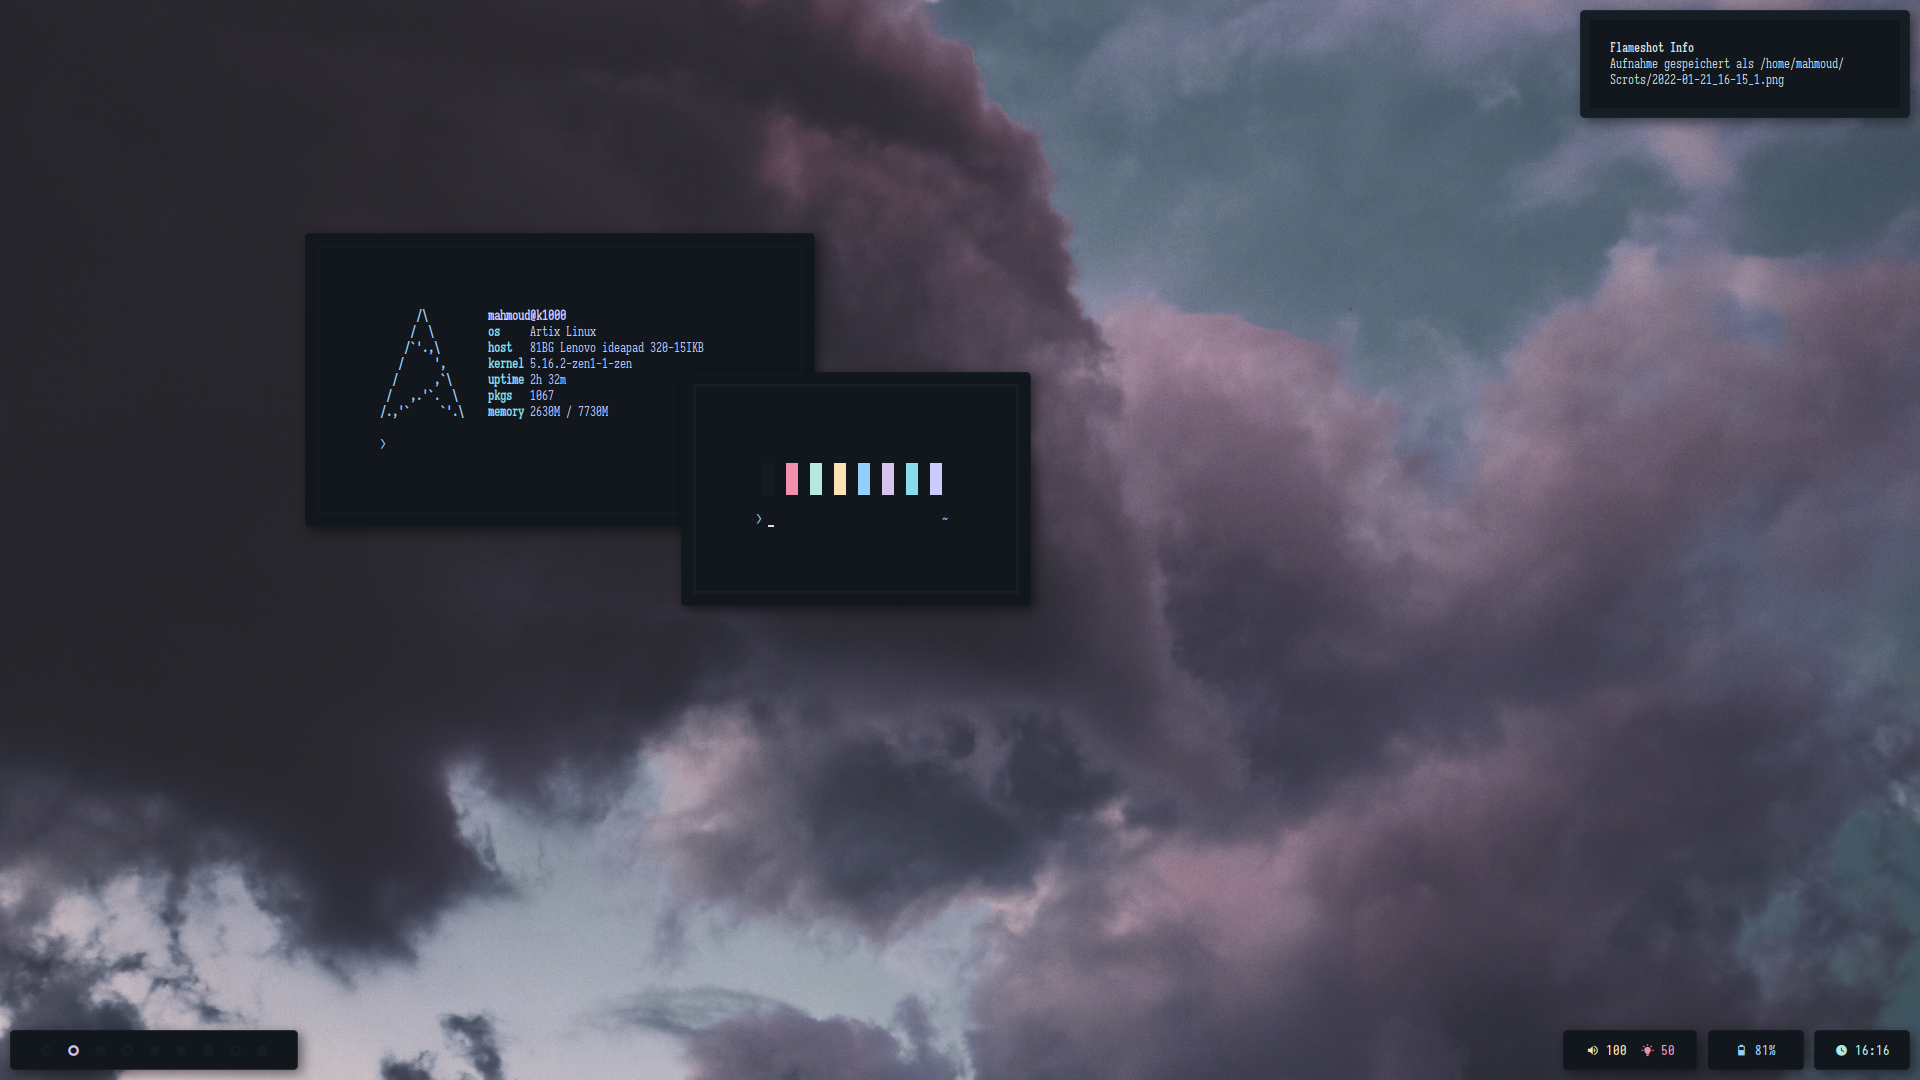 Flameshot Info
Aufnahme gespeichert als /home/mahmoud/
Scrots/2022-01-21_16-15_1.png
mahmoud@k1000
os Artix Linux
host 81BG Lenovo ideapad 320-15IKB
kernel 5.16.2-zen1-1-zen
uptime 2h 32m
pkgs 1067
memory 2630M / 7730M
❯
❯ _ ~
100 50 81% 16:16